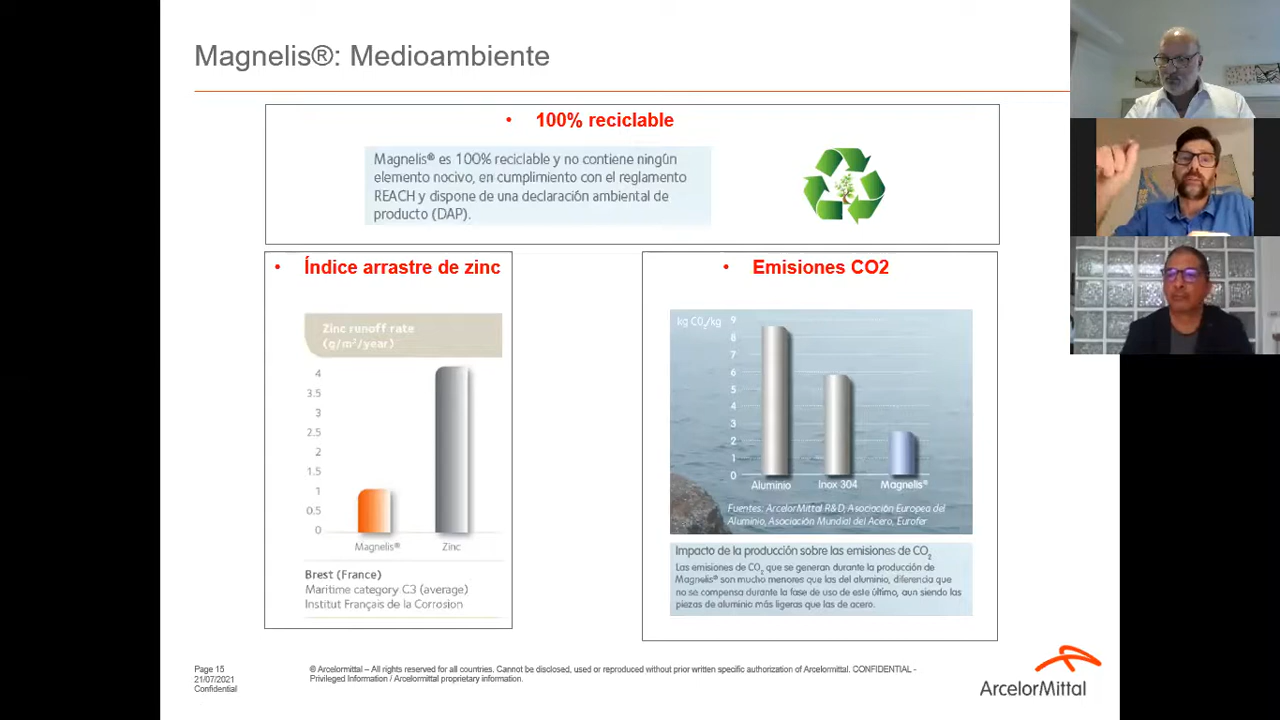 Magnelis®: Medioambiente
• 100% reciclable
Magnelis® es 100% reciclable y no contiene ningún
elemento nocivo, en cumplimiento con el reglamento
REACH y dispone de una declaración ambiental de
producto (DAP).
• Índice arrastre de zinc
Zinc runoff rate
(g/m²/year)
4
3.5
3
2.5
2
1.5
1
0.5
0
Magnelis® Zinc
Brest (France)
Maritime category C3 (average)
Institut Français de la Corrosion
• Emisiones CO2
kg CO₂/kg
9
8
7
6
5
4
3
2
1
0
Aluminio Inox 304 Magnelis®
Fuentes: ArcelorMittal R&D, Asociación Europea del
Aluminio, Asociación Mundial del Acero, Eurofer
Impacto de la producción sobre las emisiones de CO₂
Las emisiones de CO₂ que se generan durante la producción de
Magnelis® son mucho menores que las del aluminio, diferencia que
no se compensa durante la fase de uso de este último, aun siendo las
piezas de aluminio más ligeras que las de acero.
Page 15
21/07/2021
Confidential
® Arcelormittal – All rights reserved for all countries. Cannot be disclosed, used or reproduced without prior written specific authorization of Arcelormittal. CONFIDENTIAL -
Privileged Information / Arcelormittal proprietary information.
ArcelorMittal